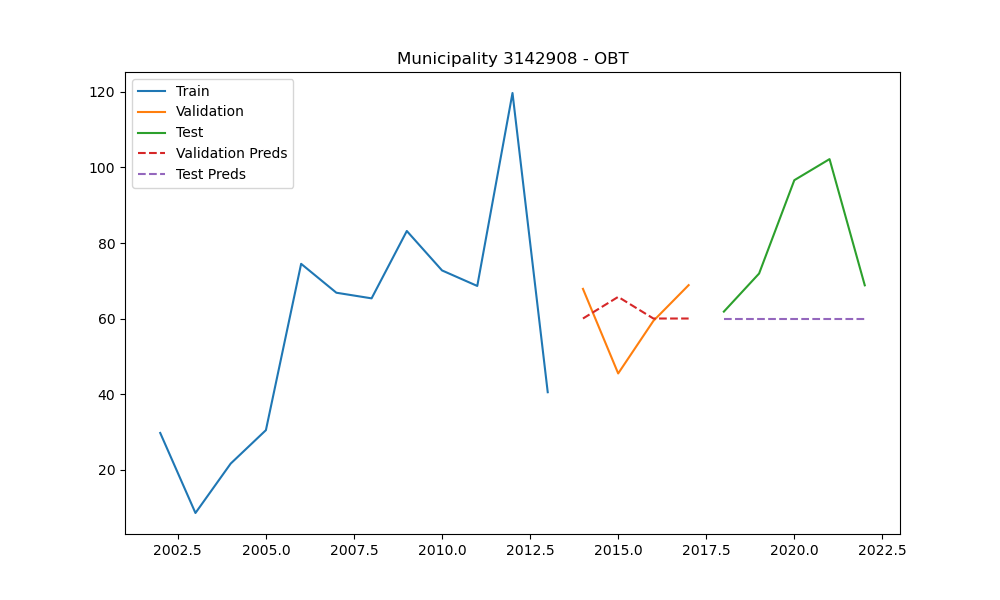 Municipality 3142908 - OBT
Train
Validation
Test
Validation Preds
Test Preds
120
100
80
60
40
20
2002.5 2005.0 2007.5 2010.0 2012.5 2015.0 2017.5 2020.0 2022.5